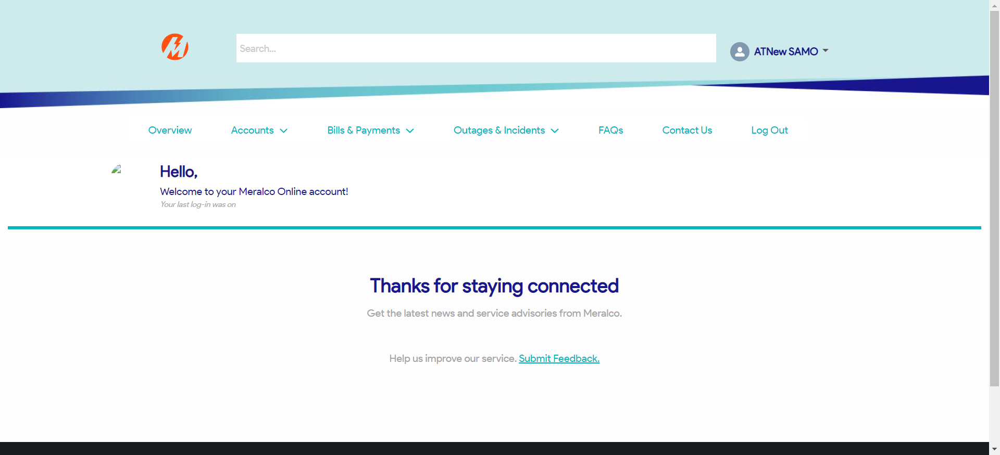 Search...
ATNew SAMO
Overview Accounts Bills & Payments Outages & Incidents FAQs Contact Us Log Out
Hello,
Welcome to your Meralco Online account!
Your last log-in was on
Thanks for staying connected
Get the latest news and service advisories from Meralco.
Help us improve our service. Submit Feedback.